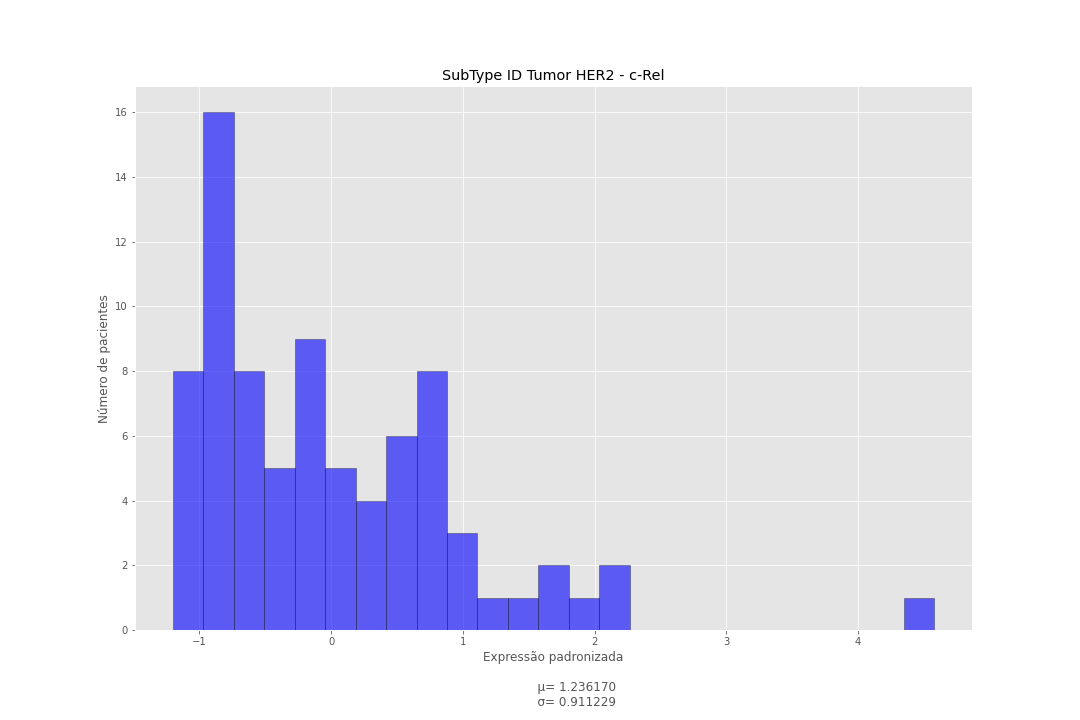 SubType ID Tumor HER2 - c-Rel
16
14
12
10
8
6
4
2
0
Número de pacientes
−1 0 1 2 3 4
Expressão padronizada
μ= 1.236170
σ= 0.911229